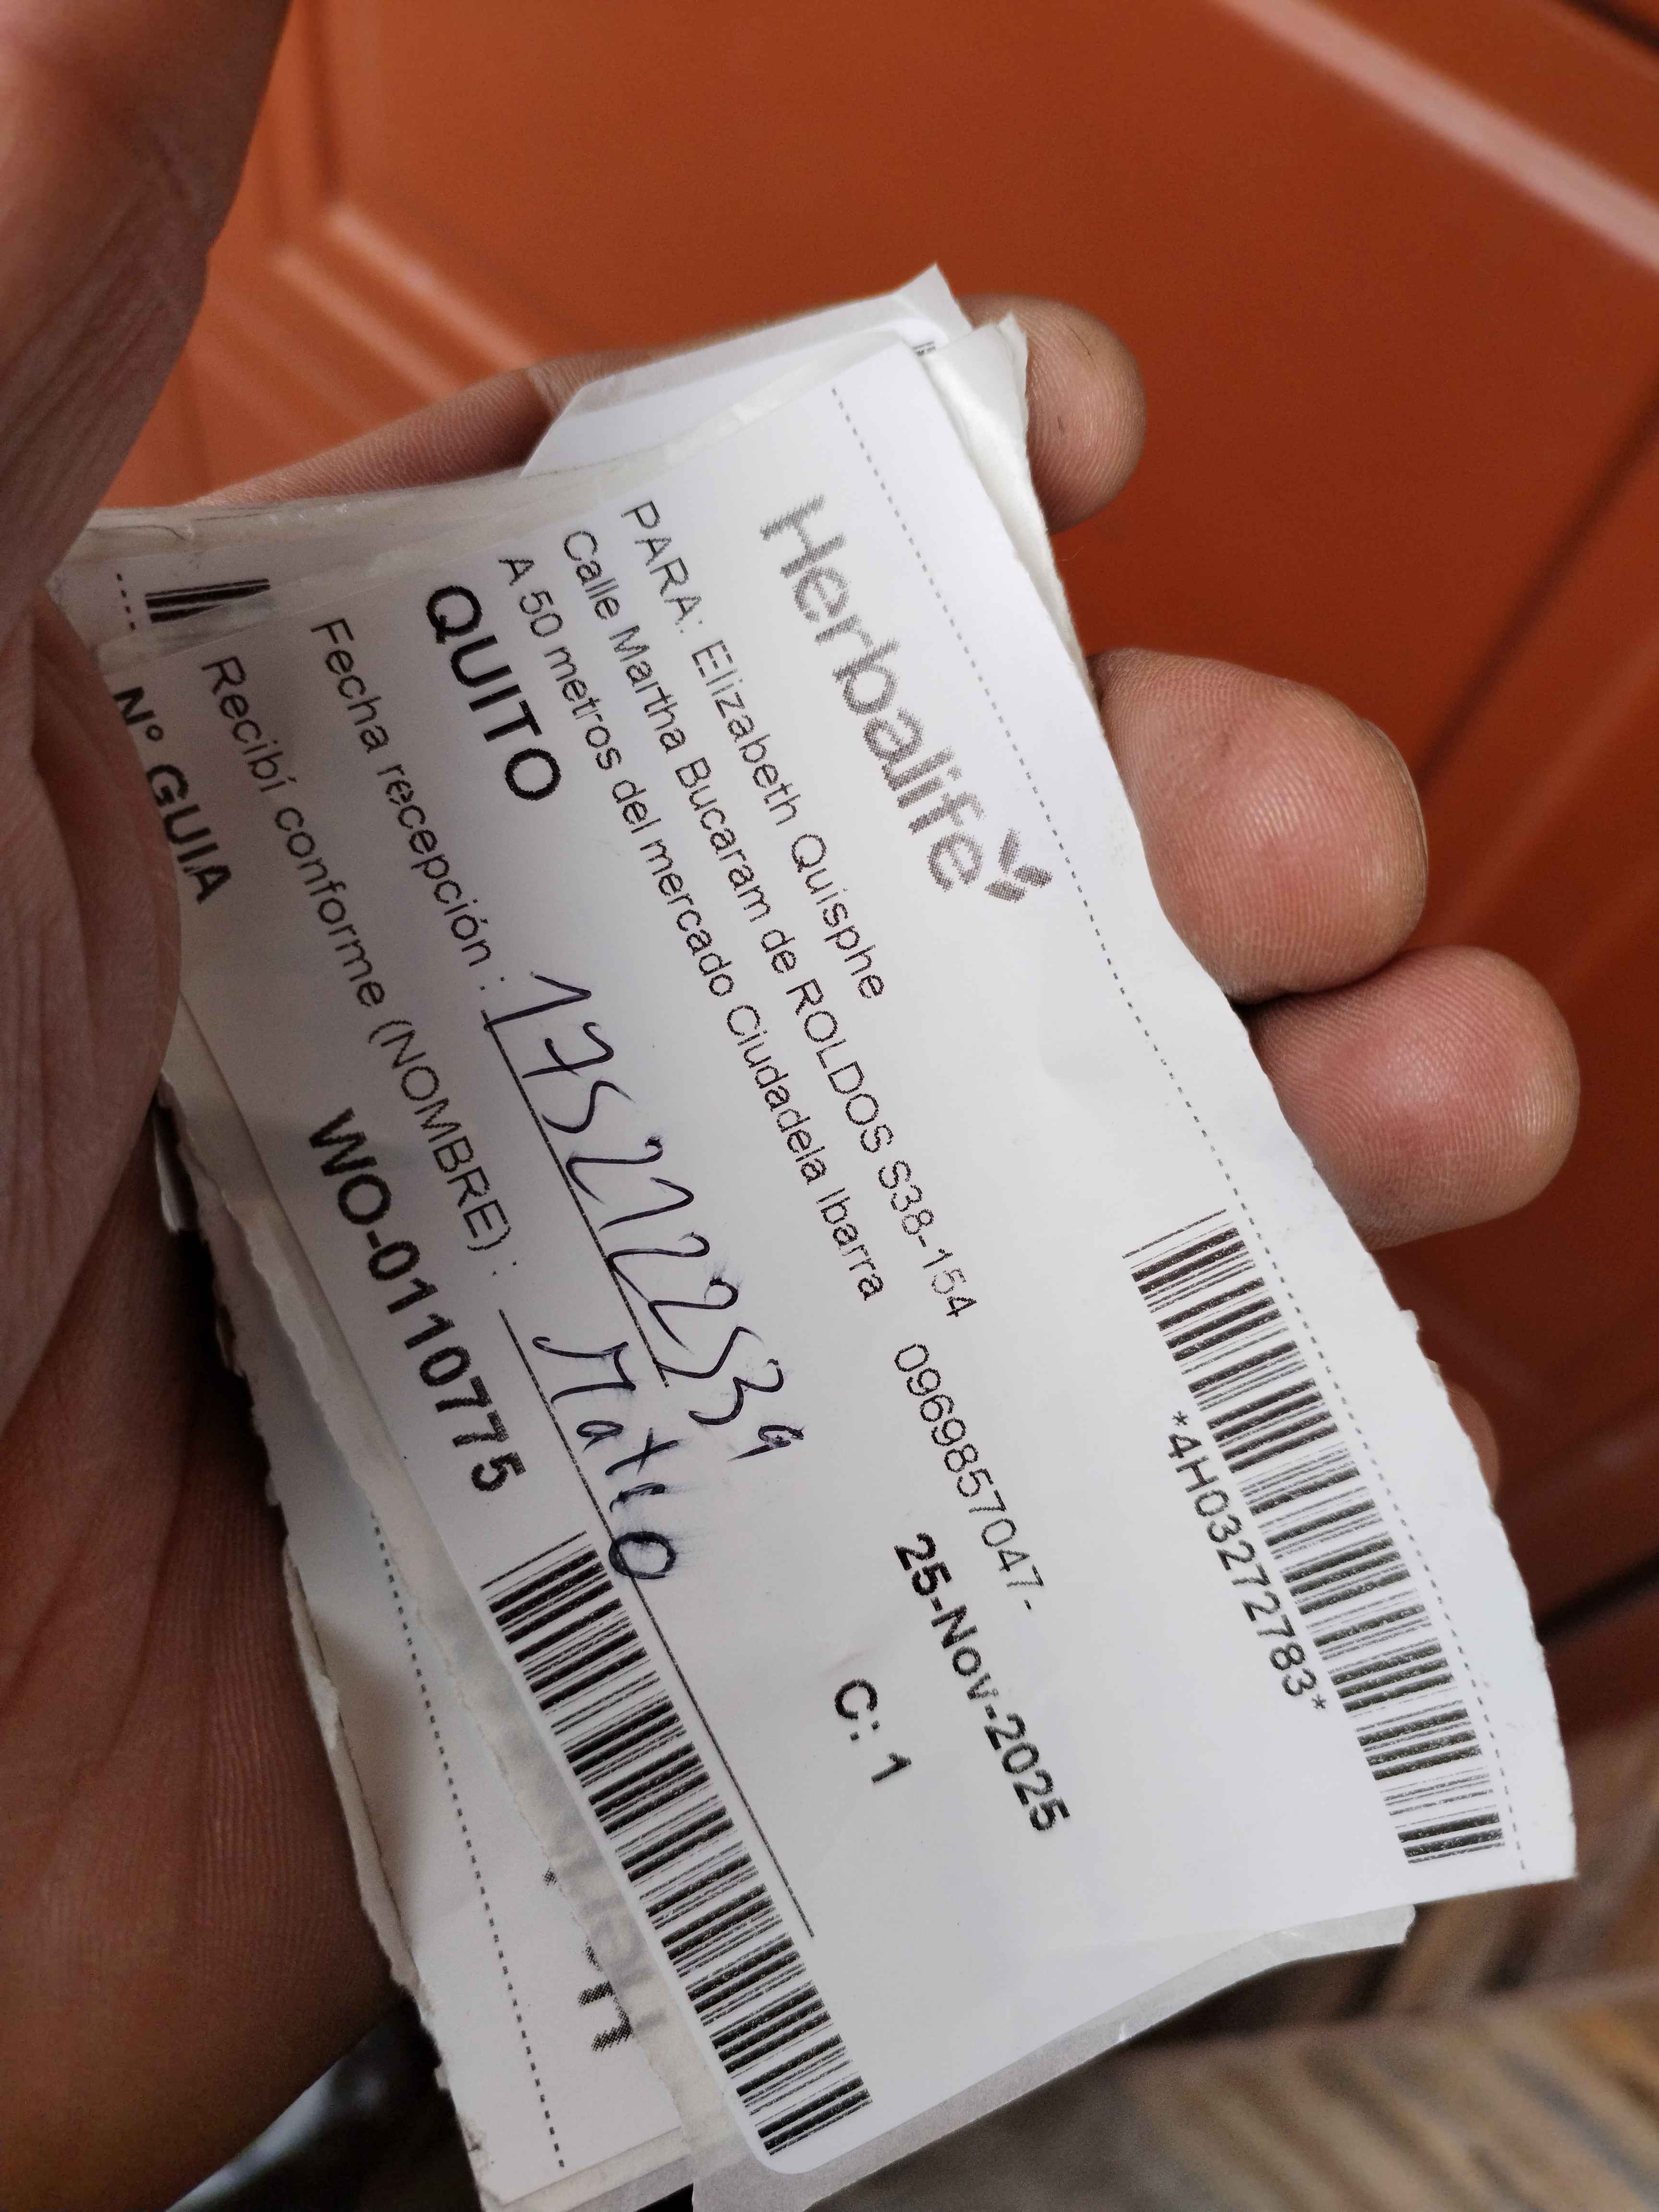 Herbalife
*4H03272783*
PARA: Elizabeth Quisphe
Calle Martha Bucaram de ROLDOS S38-154 0969857047-
A 50 metros del mercado Ciudadela Ibarra 25-Nov-2025
QUITO C: 1
Fecha recepción : 1752122539
Recibí conforme (NOMBRE) : Mateo
N° GUIA WO-0110775